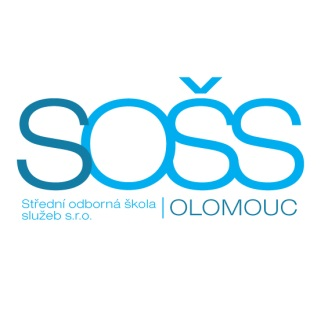 SOŠS
Střední odborná škola
služeb s.r.o. | OLOMOUC